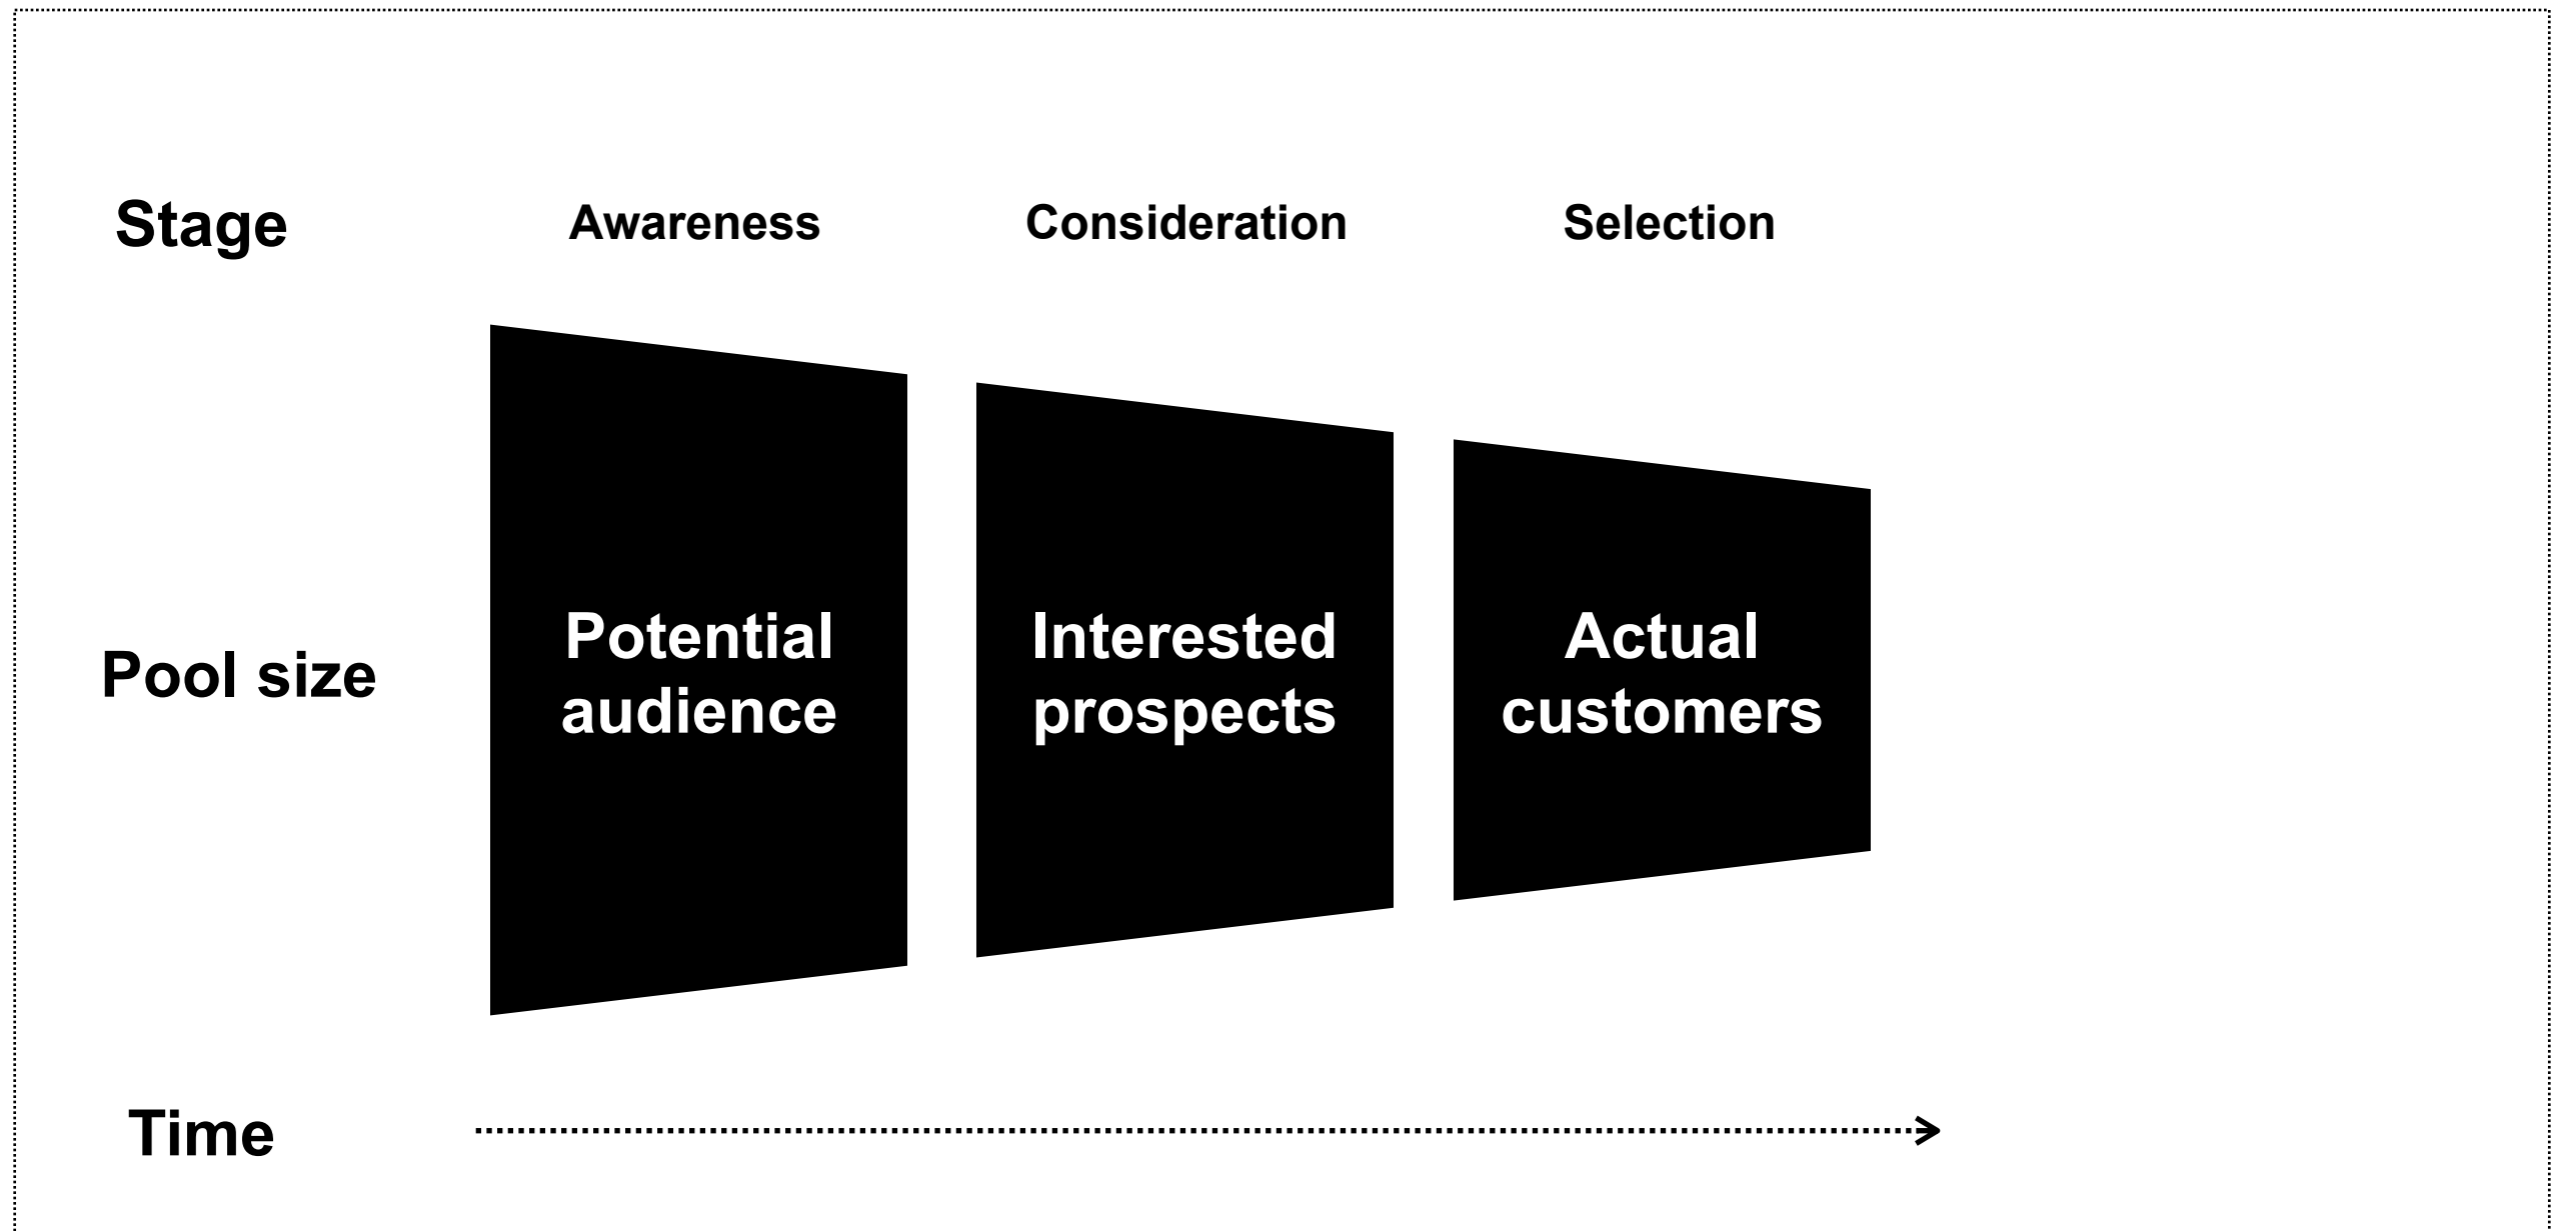 Stage
Awareness
Consideration
Selection
Pool size
Potential
audience
Interested
prospects
Actual
customers
Time